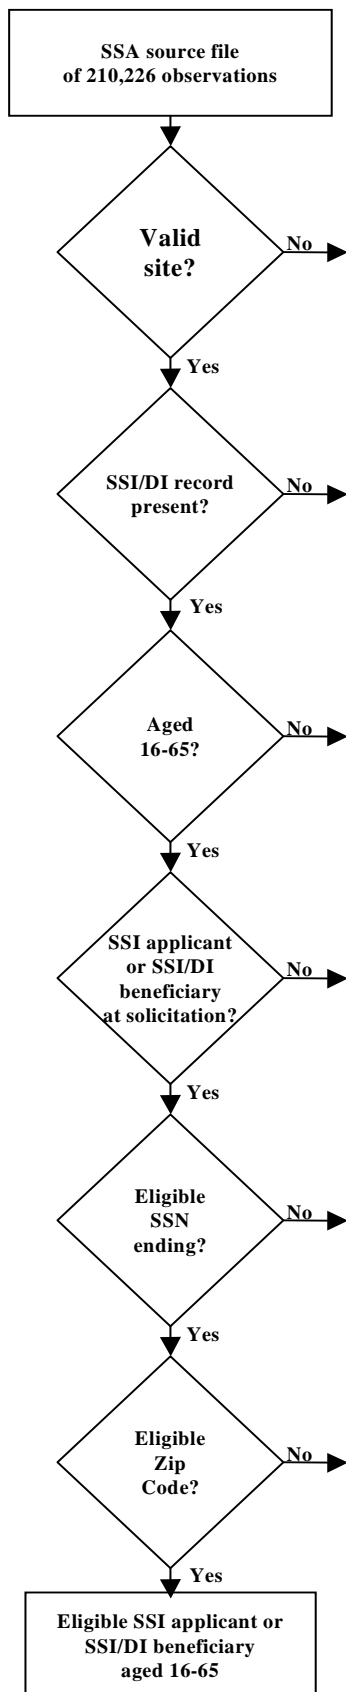 SSA source file
of 210,226 observations
Valid
site?
No
Yes
SSI/DI record
present?
No
Yes
Aged
16-65?
No
Yes
SSI applicant
or SSI/DI
beneficiary
at solicitation?
No
Yes
Eligible
SSN
ending?
No
Yes
Eligible
Zip
Code?
No
Yes
Eligible SSI applicant or
SSI/DI beneficiary
aged 16-65